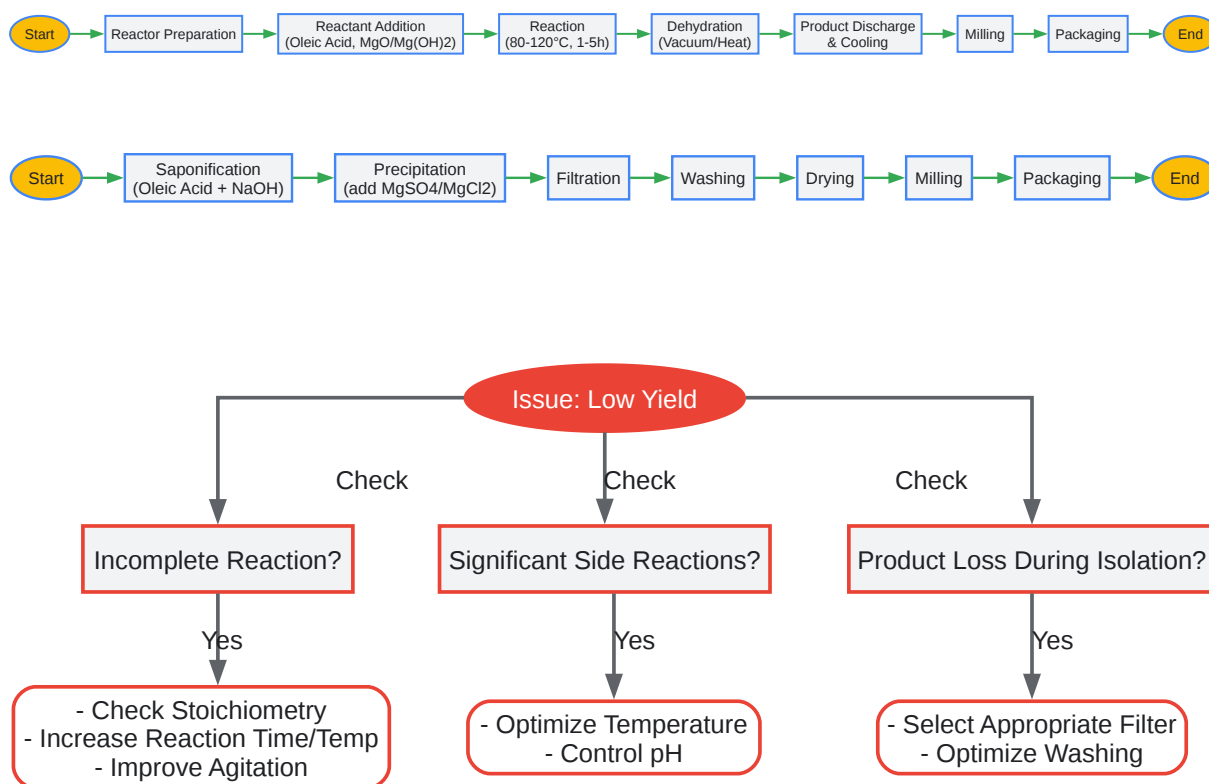 Start
Reactor Preparation
Reactant Addition
(Oleic Acid, MgO/Mg(OH)2)
Reaction
(80-120°C, 1-5h)
Dehydration
(Vacuum/Heat)
Product Discharge
& Cooling
Milling
Packaging
End
Start
Saponification
(Oleic Acid + NaOH)
Precipitation
(add MgSO4/MgCl2)
Filtration
Washing
Drying
Milling
Packaging
End
Issue: Low Yield
Check
Check
Check
Incomplete Reaction?
Significant Side Reactions?
Product Loss During Isolation?
Yes
Yes
Yes
- Check Stoichiometry
- Increase Reaction Time/Temp
- Improve Agitation
- Optimize Temperature
- Control pH
- Select Appropriate Filter
- Optimize Washing